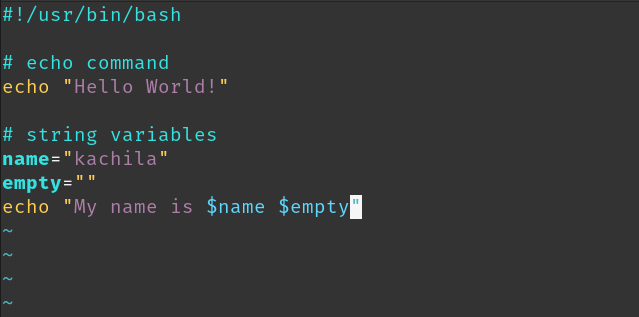 #!/usr/bin/bash
# echo command
echo "Hello World!"
# string variables
name="kachila"
empty=""
echo "My name is $name $empty"
~
~
~
~